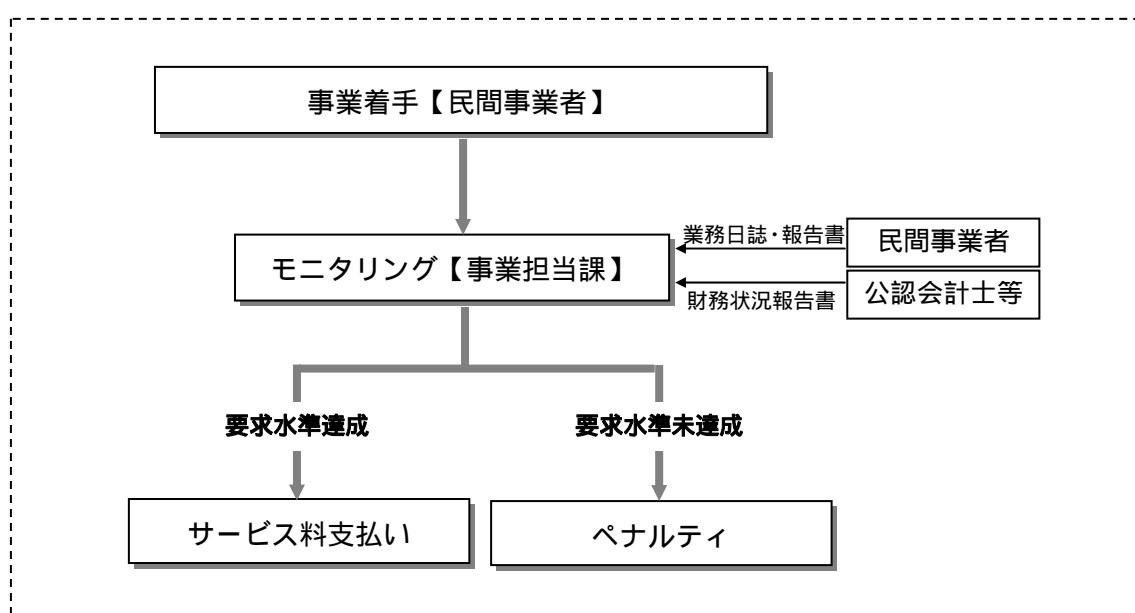 事業着手【民間事業者】
業務日誌・報告書
民間事業者
モニタリング【事業担当課】
公認会計士等
財務状況報告書
要求水準達成
要求水準未達成
サービス料支払い
ペナルティ